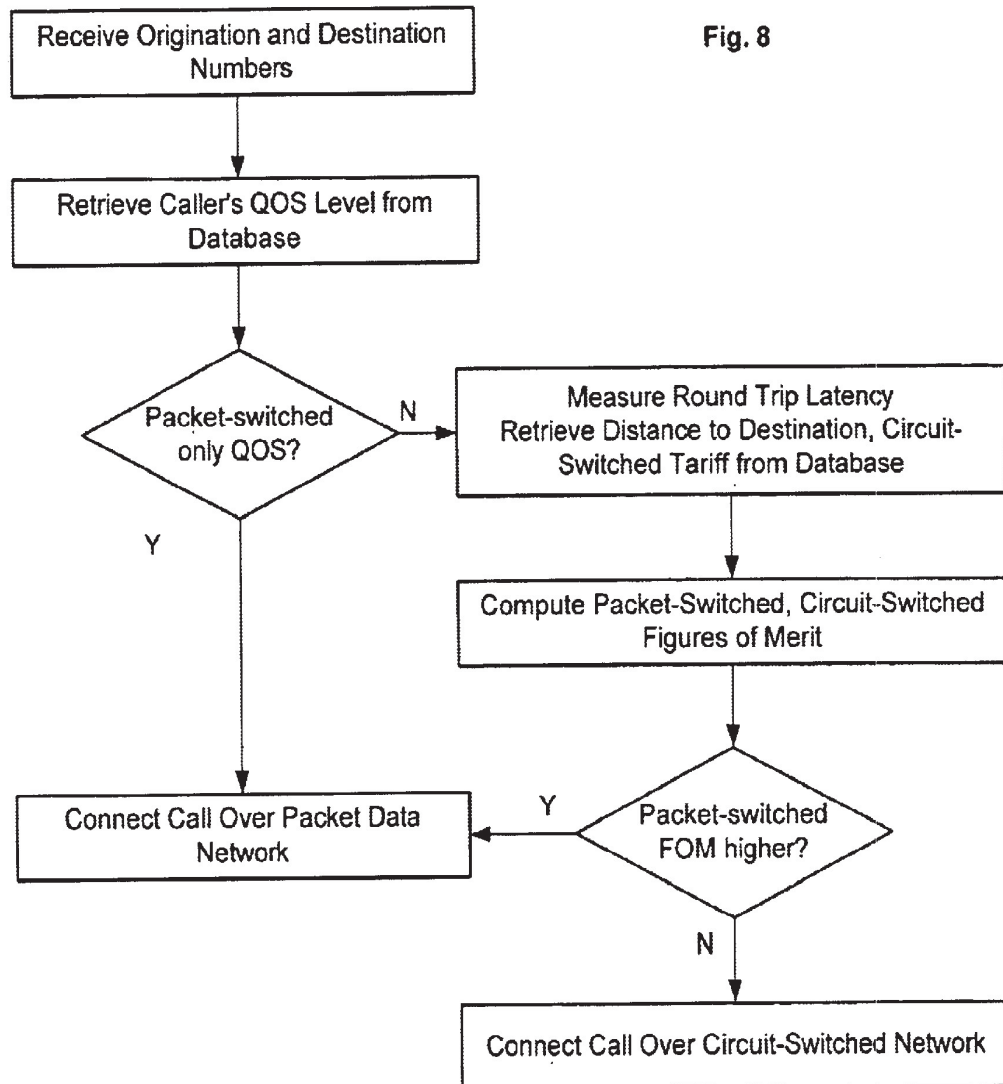 Fig. 8
Receive Origination and Destination
Numbers
Retrieve Caller's QOS Level from
Database
Packet-switched
only QOS?
N
Y
Measure Round Trip Latency
Retrieve Distance to Destination, Circuit-
Switched Tariff from Database
Compute Packet-Switched, Circuit-Switched
Figures of Merit
Packet-switched
FOM higher?
Y
Connect Call Over Packet Data
Network
N
Connect Call Over Circuit-Switched Network